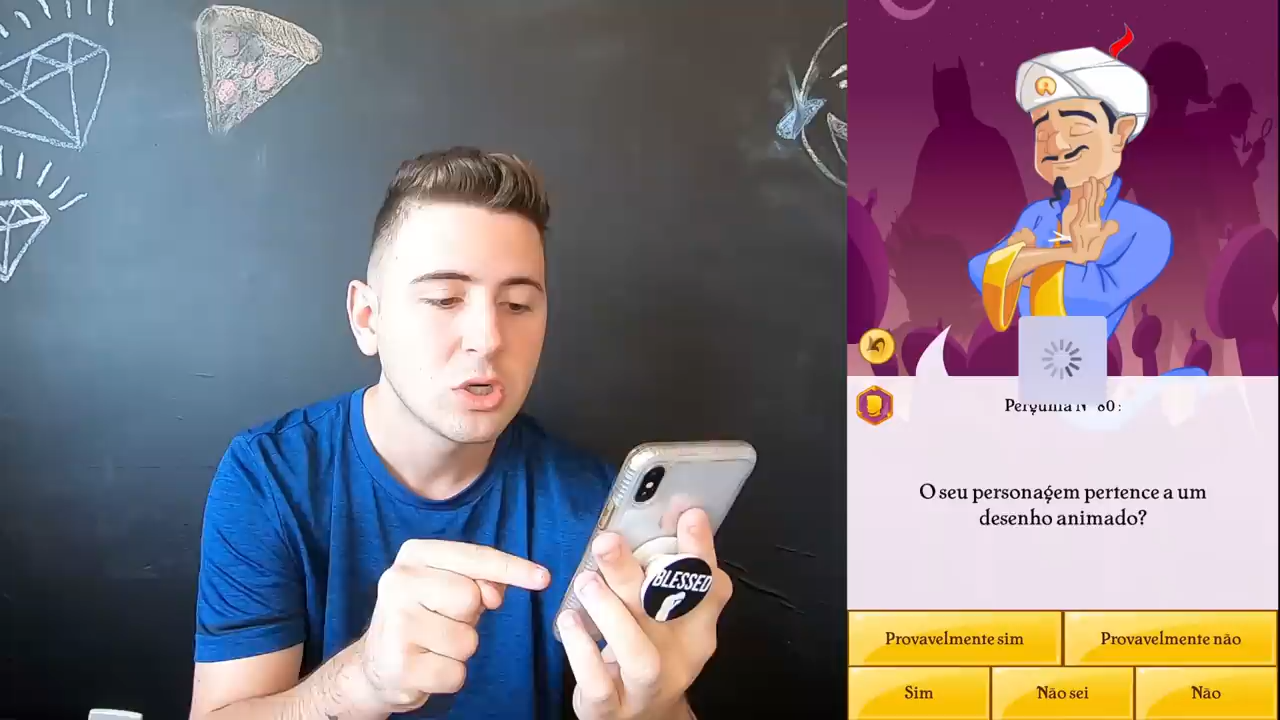 BLESSED
O seu personagem pertence a um
desenho animado?
Provavelmente sim
Provavelmente não
Sim
Não sei
Não